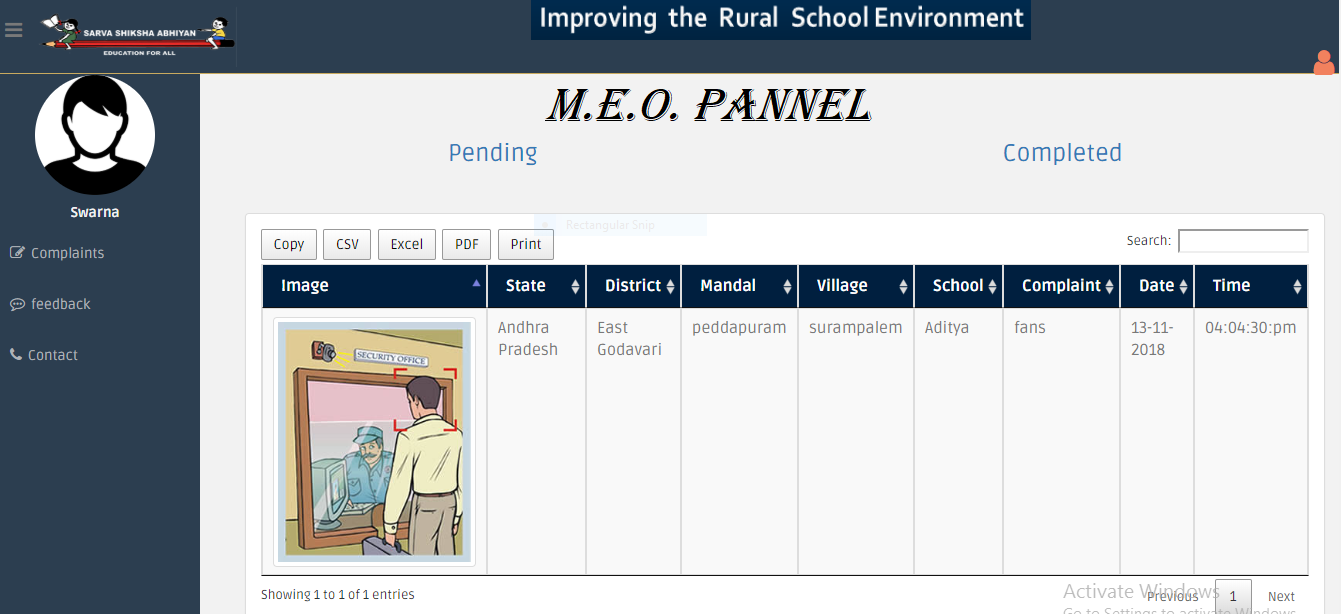 Improving the Rural School Environment
SARVA SHIKSHA ABHIYAN
EDUCATION FOR ALL
M.E.O. PANNEL
Pending Completed
Swarna
Complaints
feedback
Contact
Rectangular Snip
Copy CSV Excel PDF Print Search:
Image State District Mandal Village School Complaint Date Time
SECURITY OFFICE
Andhra East peddapuram surampalem Aditya fans 13-11- 04:04:30:pm
Pradesh Godavari 2018
Showing 1 to 1 of 1 entries Previous 1 Next
Activate Windows
Go to Settings to activate Windows.